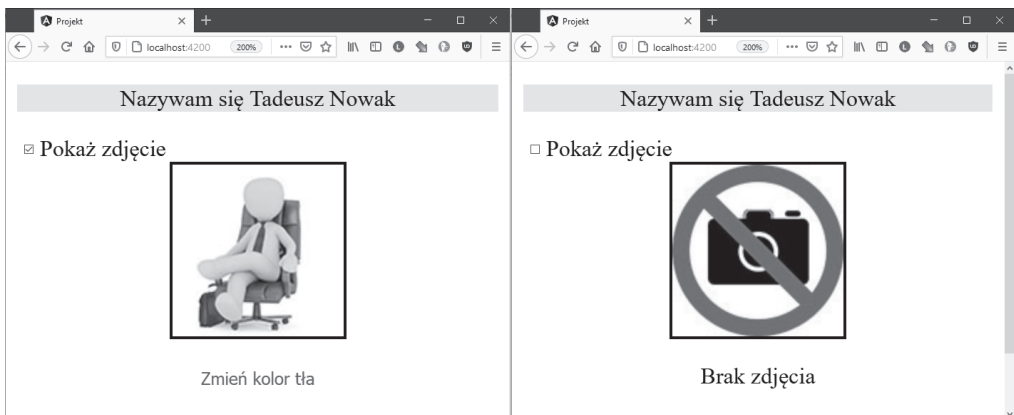 Projekt
localhost:4200
200%
Nazywam się Tadeusz Nowak
Pokaż zdjęcie
Zmień kolor tła
Projekt
localhost:4200
200%
Nazywam się Tadeusz Nowak
Pokaż zdjęcie
Brak zdjęcia